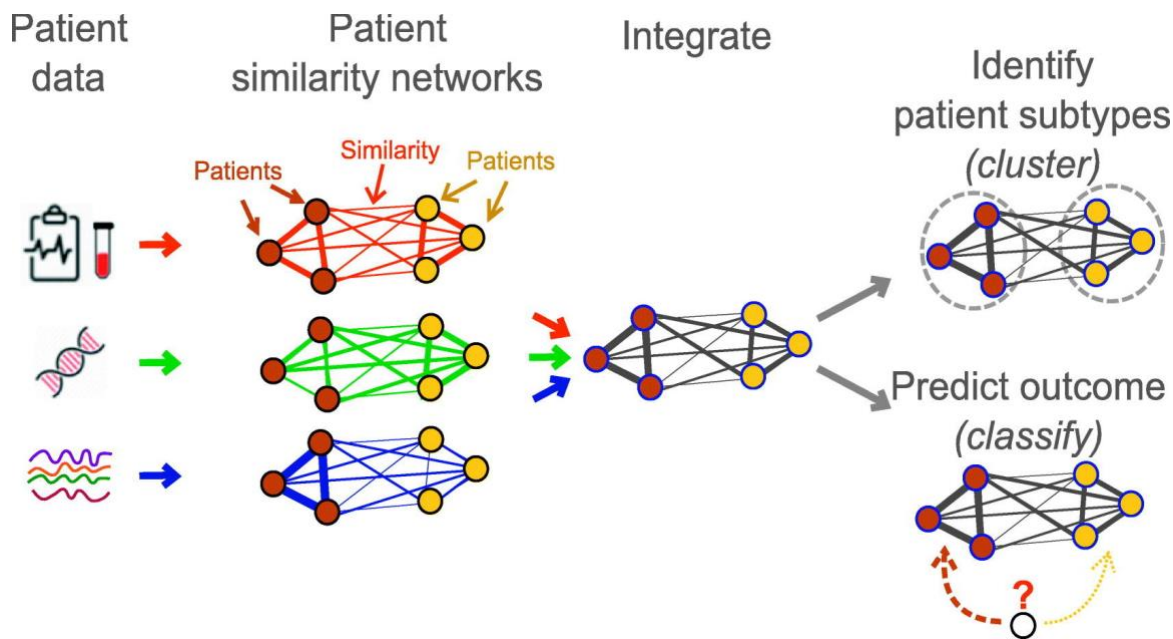 Patient
data
Patient
similarity networks
Integrate
Identify
patient subtypes
(cluster)
Patients
Similarity
Patients
Predict outcome
(classify)
?